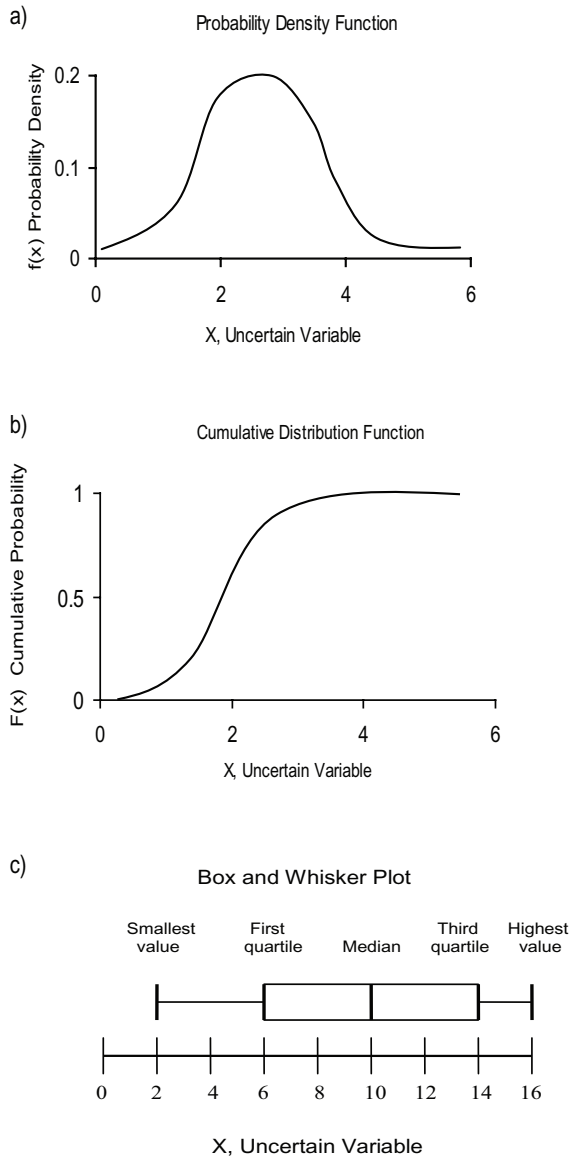 a)
Probability Density Function
f(x) Probability Density
0.2
0.1
0
0 2 4 6
X, Uncertain Variable
b)
Cumulative Distribution Function
F(x) Cumulative Probability
1
0.5
0
0 2 4 6
X, Uncertain Variable
c)
Box and Whisker Plot
Smallest value
First quartile
Median
Third quartile
Highest value
0 2 4 6 8 10 12 14 16
X, Uncertain Variable